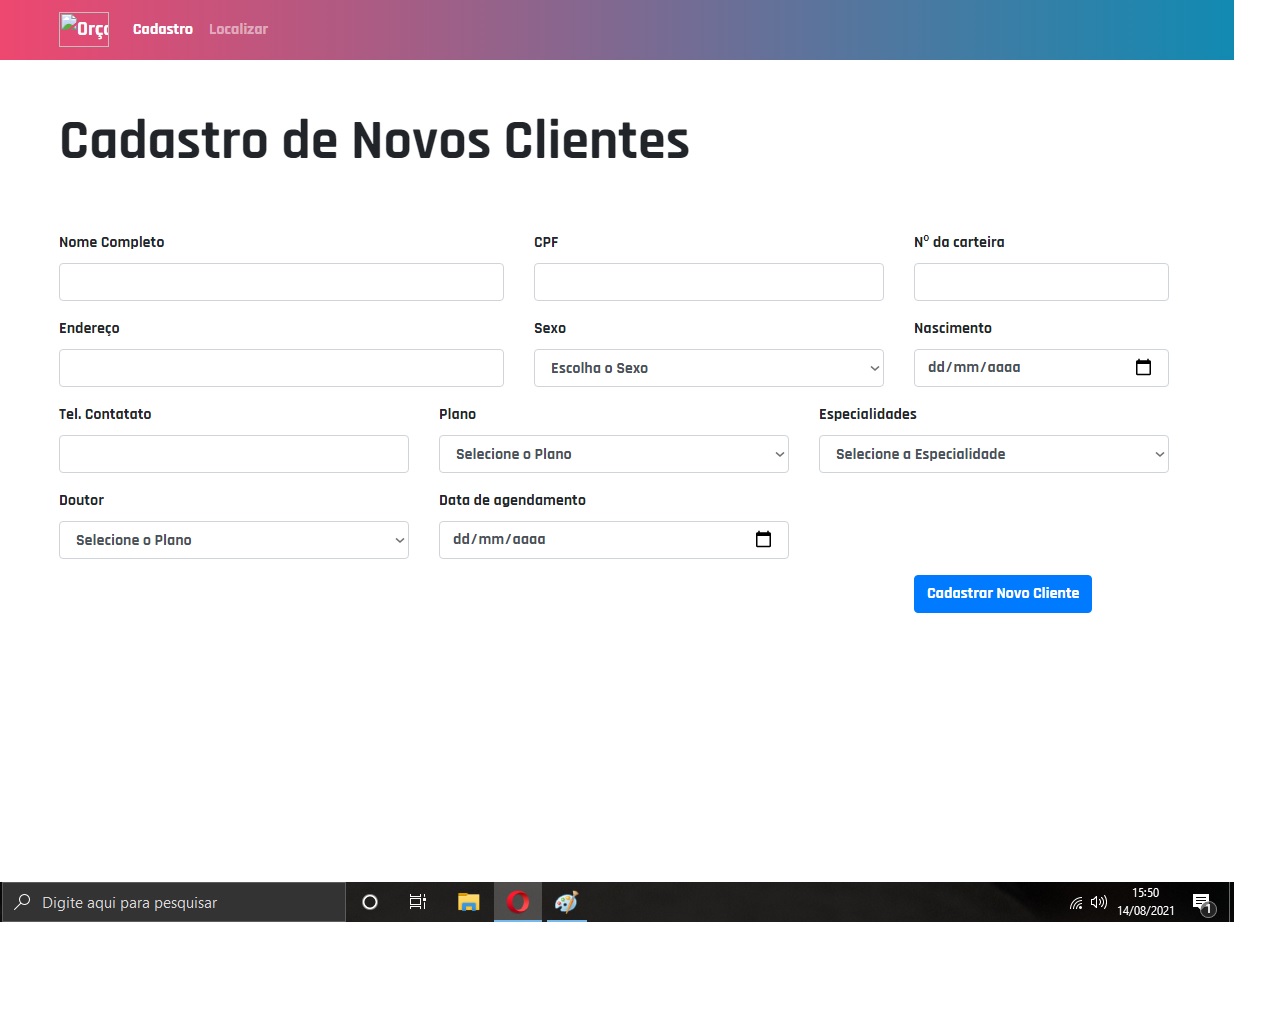 Cadastro Localizar
Cadastro de Novos Clientes
Nome Completo CPF Nº da carteira
Endereço Sexo Nascimento
Escolha o Sexo dd/mm/aaaa
Tel. Contatato Plano Especialidades
Selecione o Plano Selecione a Especialidade
Doutor Data de agendamento
Selecione o Plano dd/mm/aaaa
Cadastrar Novo Cliente
Digite aqui para pesquisar
15:50
14/08/2021
1